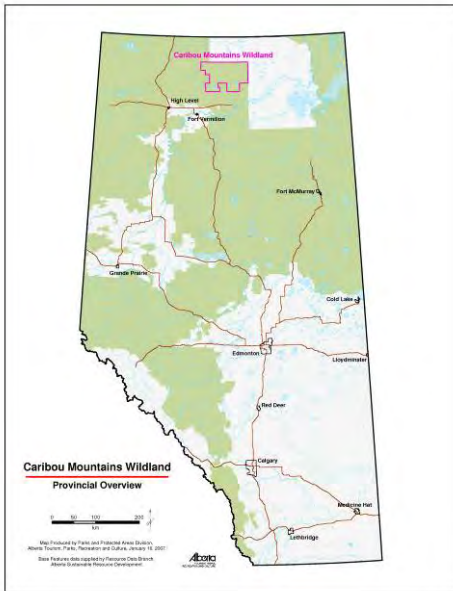 Caribou Mountains Wildland
High Level
Fort Vermilion
Fort McMurray
Grande Prairie
Cold Lake
Edmonton
Lloydminster
Red Deer
Calgary
Medicine Hat
Lethbridge
Caribou Mountains Wildland
Provincial Overview
0 50 100 200
km
Map Produced by Parks and Protected Areas Division,
Alberta Tourism, Parks, Recreation and Culture, January 16, 2007.
Base Features data supplied by Resource Data Branch
Alberta Sustainable Resource Development
Alberta